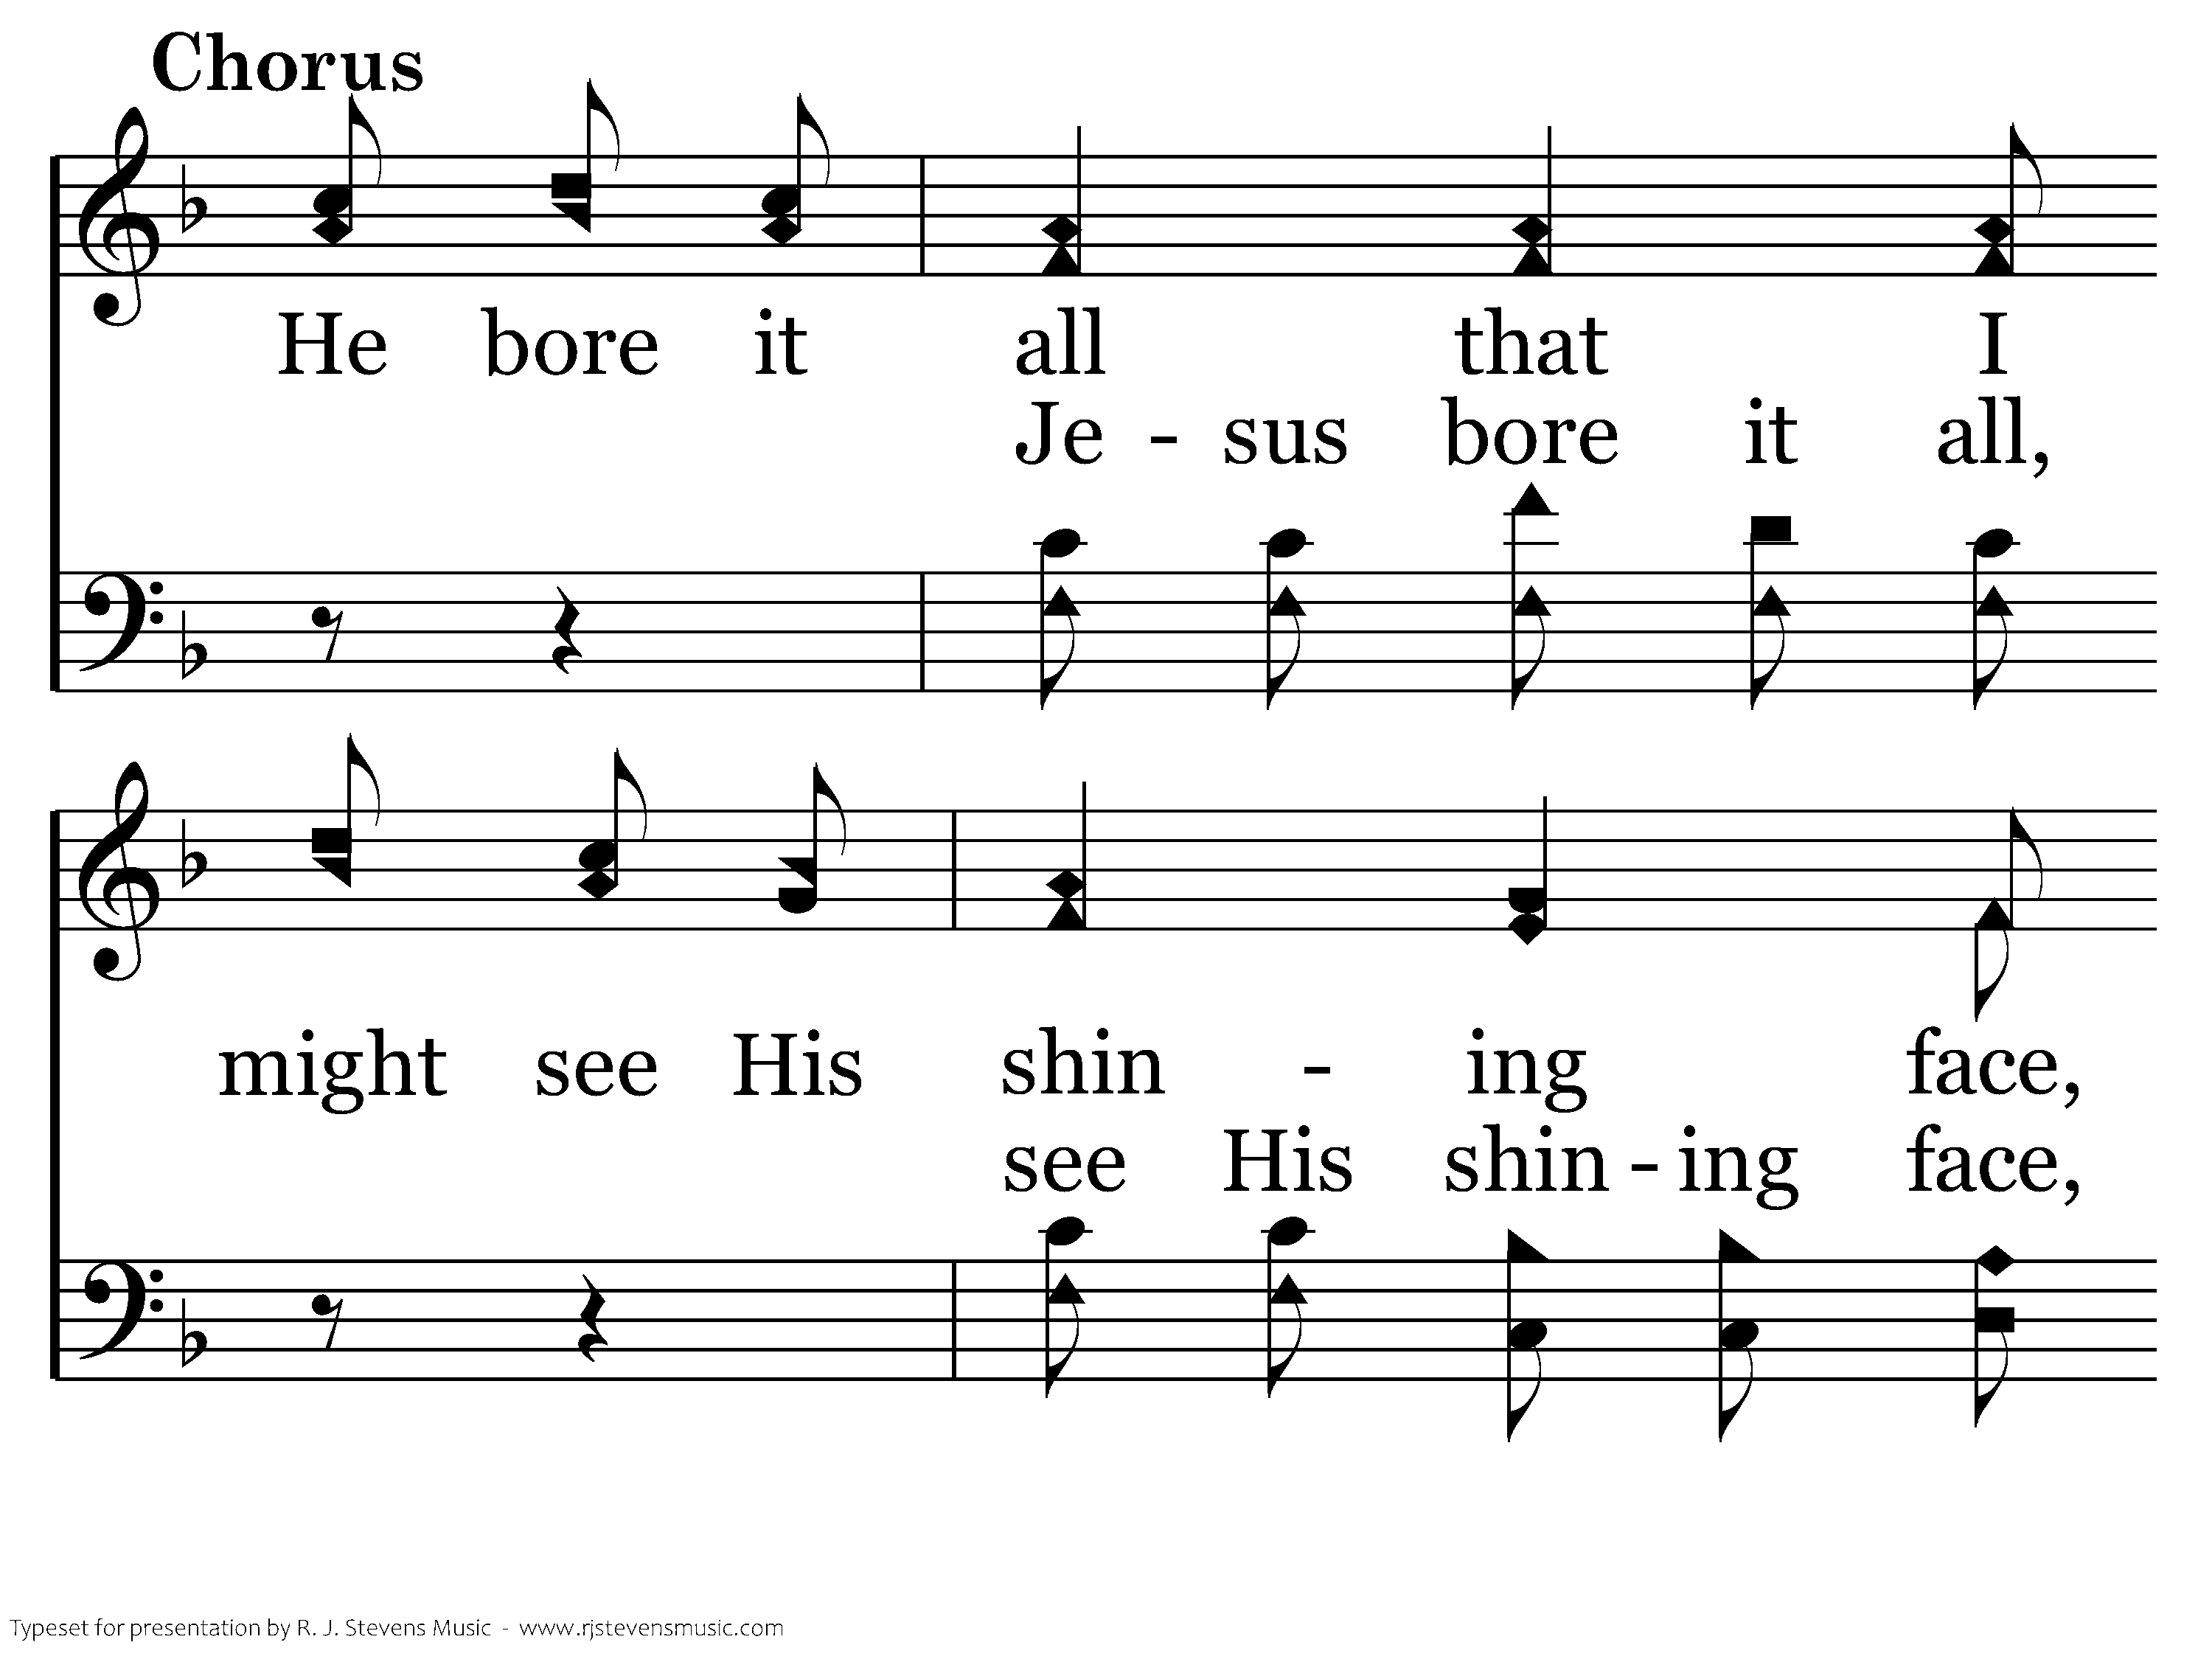 Chorus
He bore it all that I
Je - sus bore it all,
might see His shin - ing face,
see His shin - ing face,
Typeset for presentation by R. J. Stevens Music - www.rjstevensmusic.com